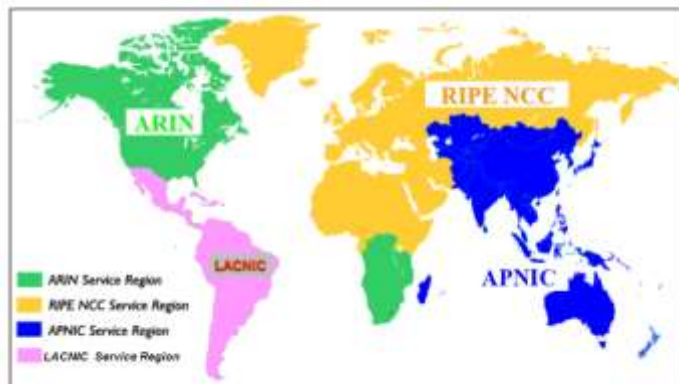 RIPE NCC
ARIN
LACNIC
APNIC
ARIN Service Region
RIPE NCC Service Region
APNIC Service Region
LACNIC Service Region